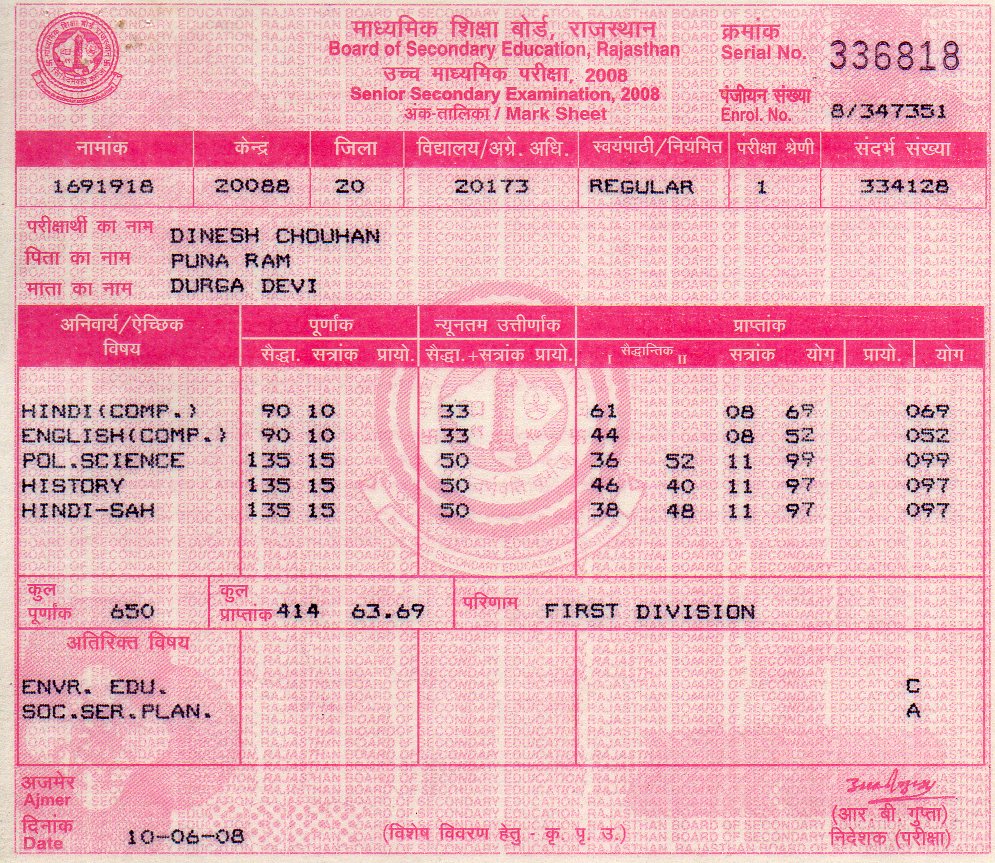 माध्यमिक शिक्षा बोर्ड, राजस्थान
Board of Secondary Education, Rajasthan
उच्च माध्यमिक परीक्षा, 2008
Senior Secondary Examination, 2008
अंक-तालिका / Mark Sheet
क्रमांक
Serial No. 336818
पंजीयन संख्या
Enrol. No. 8/347351
नामांक केन्द्र जिला विद्यालय/अग्रे. अधि. स्वयंपाठी/नियमित परीक्षा श्रेणी संदर्भ संख्या
1691918 20088 20 20173 REGULAR 1 334128
परीक्षार्थी का नाम DINESH CHOUHAN
पिता का नाम PUNA RAM
माता का नाम DURGA DEVI
अनिवार्य/ऐच्छिक विषय पूर्णांक न्यूनतम उत्तीर्णांक प्राप्तांक
सैद्धा. सत्रांक प्रायो. सैद्धा.+सत्रांक प्रायो. I सैद्धान्तिक II सत्रांक योग प्रायो. योग
HINDI(COMP.) 90 10 33 61 08 69 069
ENGLISH(COMP.) 90 10 33 44 08 52 052
POL.SCIENCE 135 15 50 36 52 11 99 099
HISTORY 135 15 50 46 40 11 97 097
HINDI-SAH 135 15 50 38 48 11 97 097
कुल पूर्णांक 650 कुल प्राप्तांक 414 63.69 परिणाम FIRST DIVISION
अतिरिक्त विषय
ENVR. EDU. C
SOC.SER.PLAN. A
अजमेर
Ajmer
दिनांक
Date 10-06-08
(विशेष विवरण हेतु - कृ. पृ. उ.)
(आर. बी. गुप्ता)
निदेशक (परीक्षा)